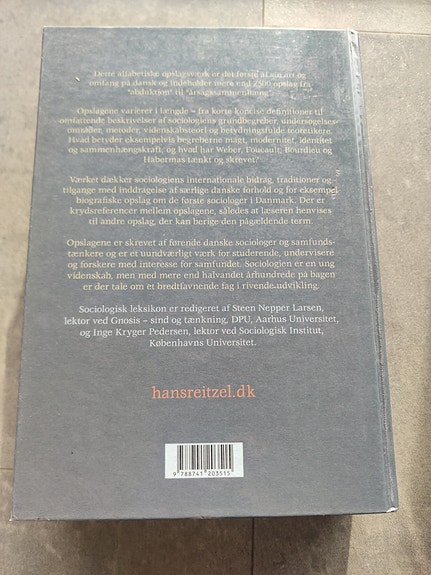 Dette alfabetiske opslagsværk er det første af sin art og
omfang på dansk og indeholder mere end 2500 opslag fra
"abduktion" til "årsagssammenhæng".
Opslagene varierer i længde – fra korte koncise definitioner til
omfattende beskrivelser af sociologiens grundbegreber, undersøgelses-
områder, metoder, videnskabsteori og betydningsfulde teoretikere.
Hvad betyder eksempelvis begreberne magt, modernitet, identitet
og sammenhængskraft, og hvad har Weber, Foucault, Bourdieu og
Habermas tænkt og skrevet?
Værket dækker sociologiens internationale bidrag, traditioner og
tilgange med inddragelse af særlige danske forhold og for eksempel
biografiske opslag om de første sociologer i Danmark. Der er
krydsreferencer mellem opslagene, således at læseren henvises
til andre opslag, der kan berige den pågældende term.
Opslagene er skrevet af førende danske sociologer og samfunds-
tænkere og er et uundværligt værk for studerende, undervisere
og forskere med interesse for samfundet. Sociologien er en ung
videnskab, men med mere end halvandet århundrede på bagen
er der tale om et bredtfavnende fag i rivende udvikling.
Sociologisk leksikon er redigeret af Steen Nepper Larsen,
lektor ved Gnosis – sind og tænkning, DPU, Aarhus Universitet,
og Inge Kryger Pedersen, lektor ved Sociologisk Institut,
Københavns Universitet.
hansreitzel.dk
9 788741 203515